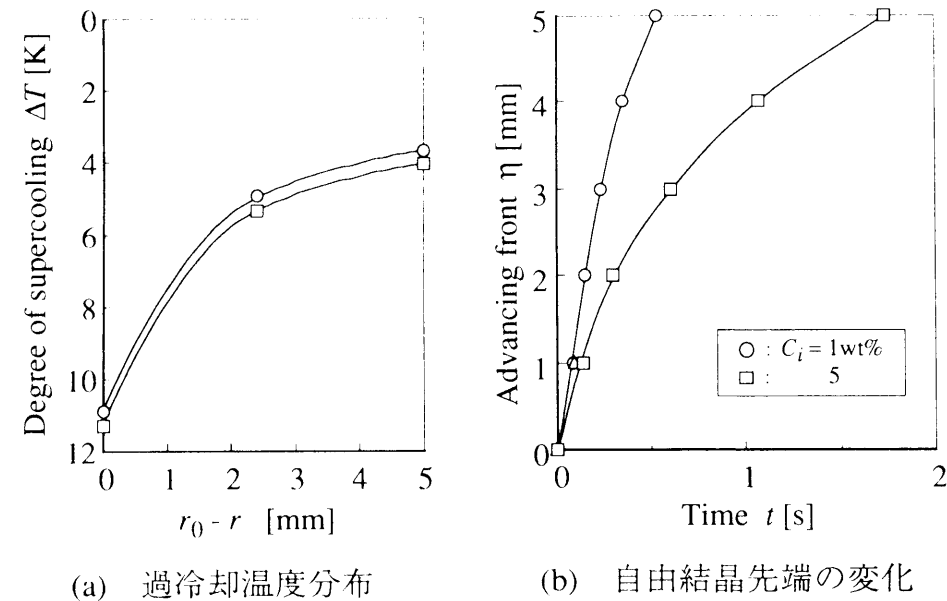 0
2
4
6
8
10
12
Degree of supercooling ΔT [K]
0 1 2 3 4 5
r₀ - r [mm]
(a) 過冷却温度分布
5
4
3
2
1
0
Advancing front η [mm]
○ : Cᵢ = 1wt%
□ : 5
0 1 2
Time t [s]
(b) 自由結晶先端の変化